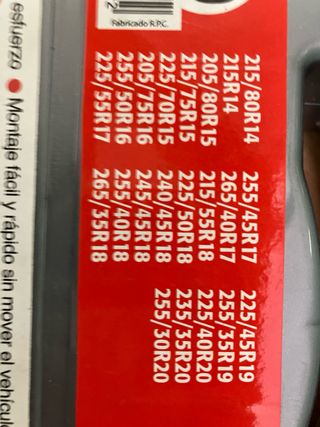 2
Fabricado R.P.C.
215/80R14
215R14
205/80R15
215/75R15
225/70R15
205/75R16
255/50R16
225/55R17
255/45R17
265/40R17
215/55R18
225/50R18
240/45R18
245/45R18
255/40R18
265/35R18
225/45R19
255/35R19
225/40R20
235/35R20
255/30R20
esfuerzo ● Montaje fácil y rápido sin mover el vehícul